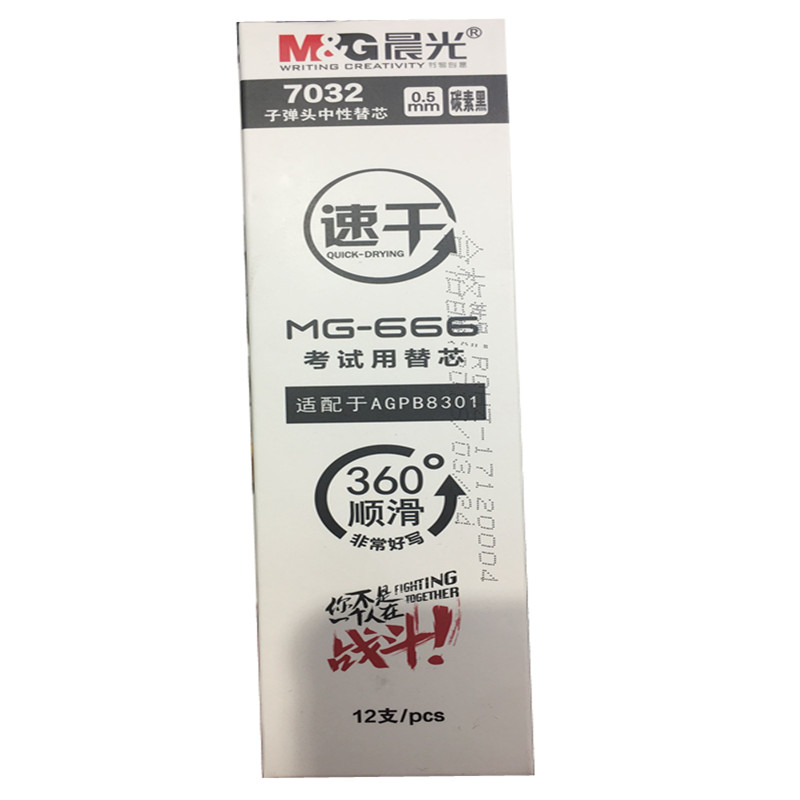 M&G晨光®
WRITING CREATIVITY
7032
子弹头中性替芯
0.5
mm
碳素黑
速干
QUICK-DRYING
MG-666
考试用替芯
适配于AGPB8301
360°
顺滑
非常好写
你不是
一个人在
FIGHTING
TOGETHER
战斗!
12支/pcs
合格